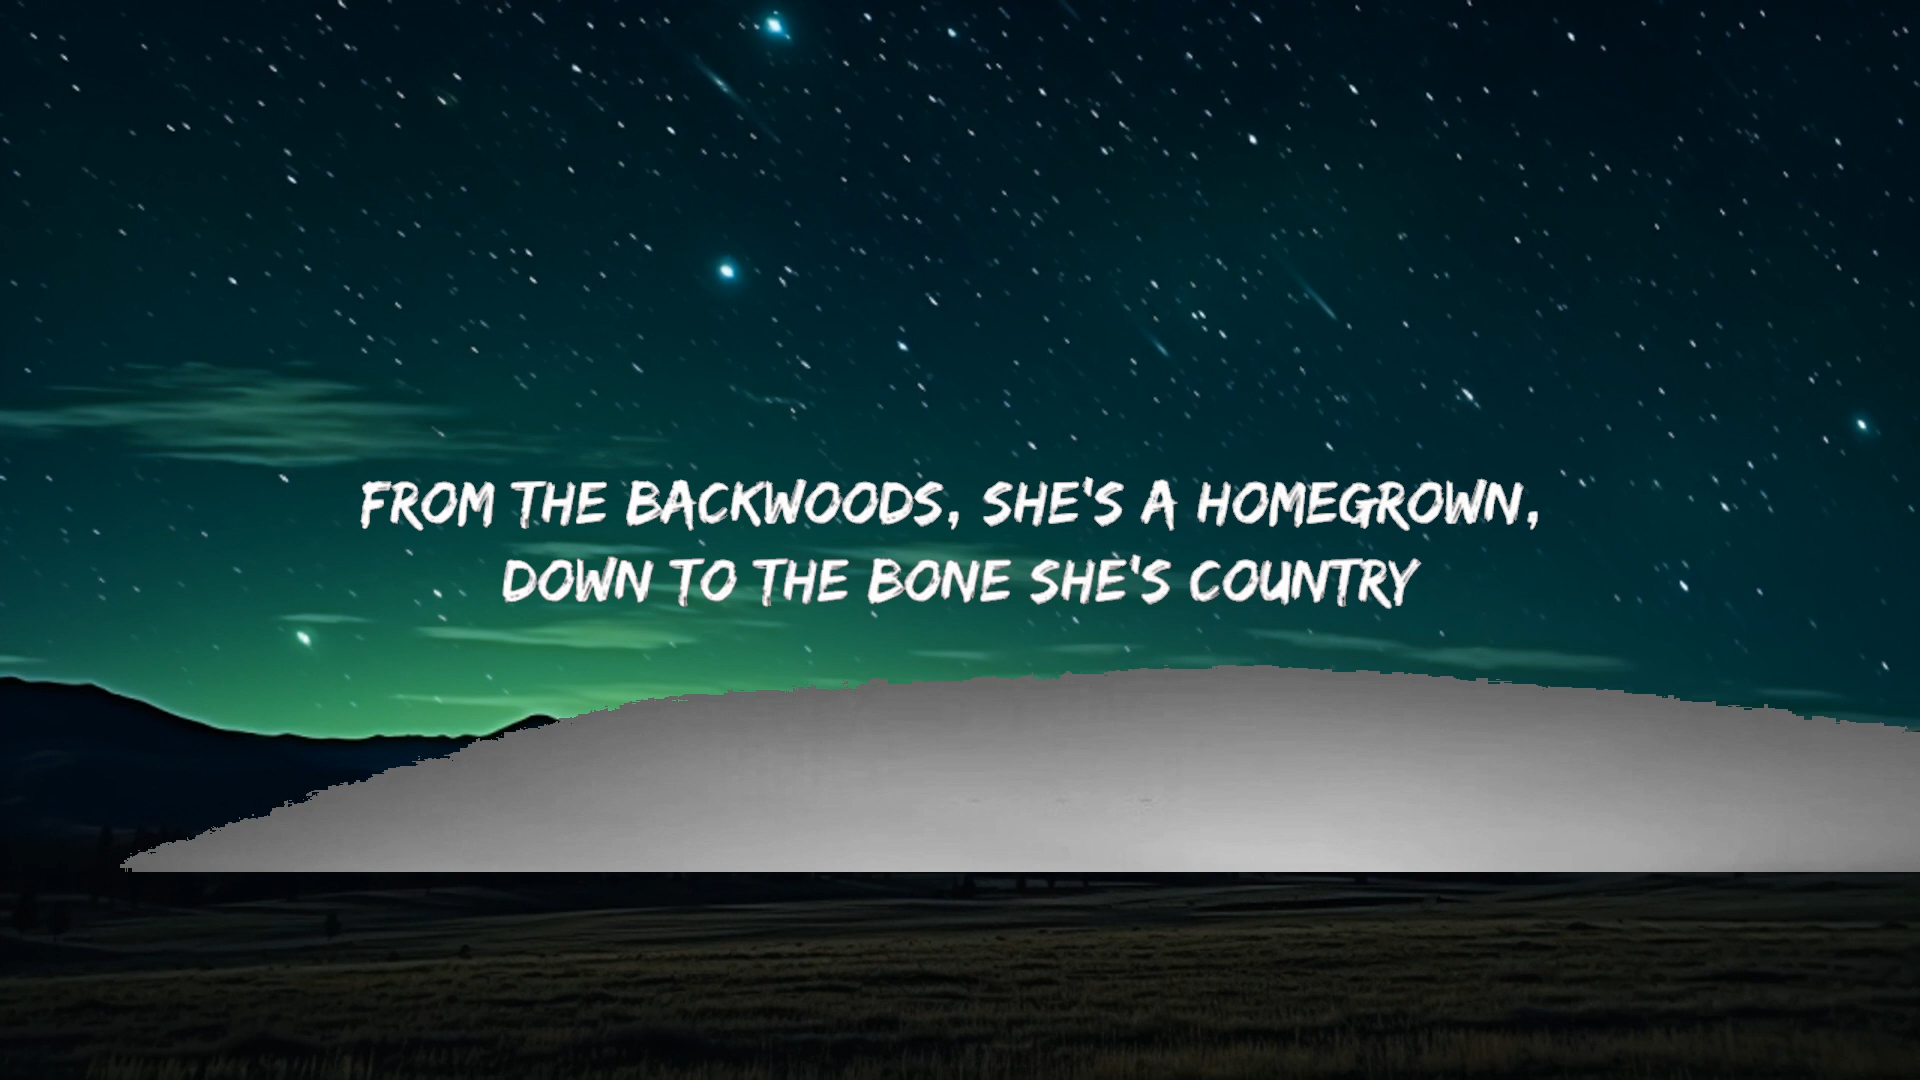 FROM THE BACKWOODS, SHE'S A HOMEGROWN,
DOWN TO THE BONE SHE'S COUNTRY